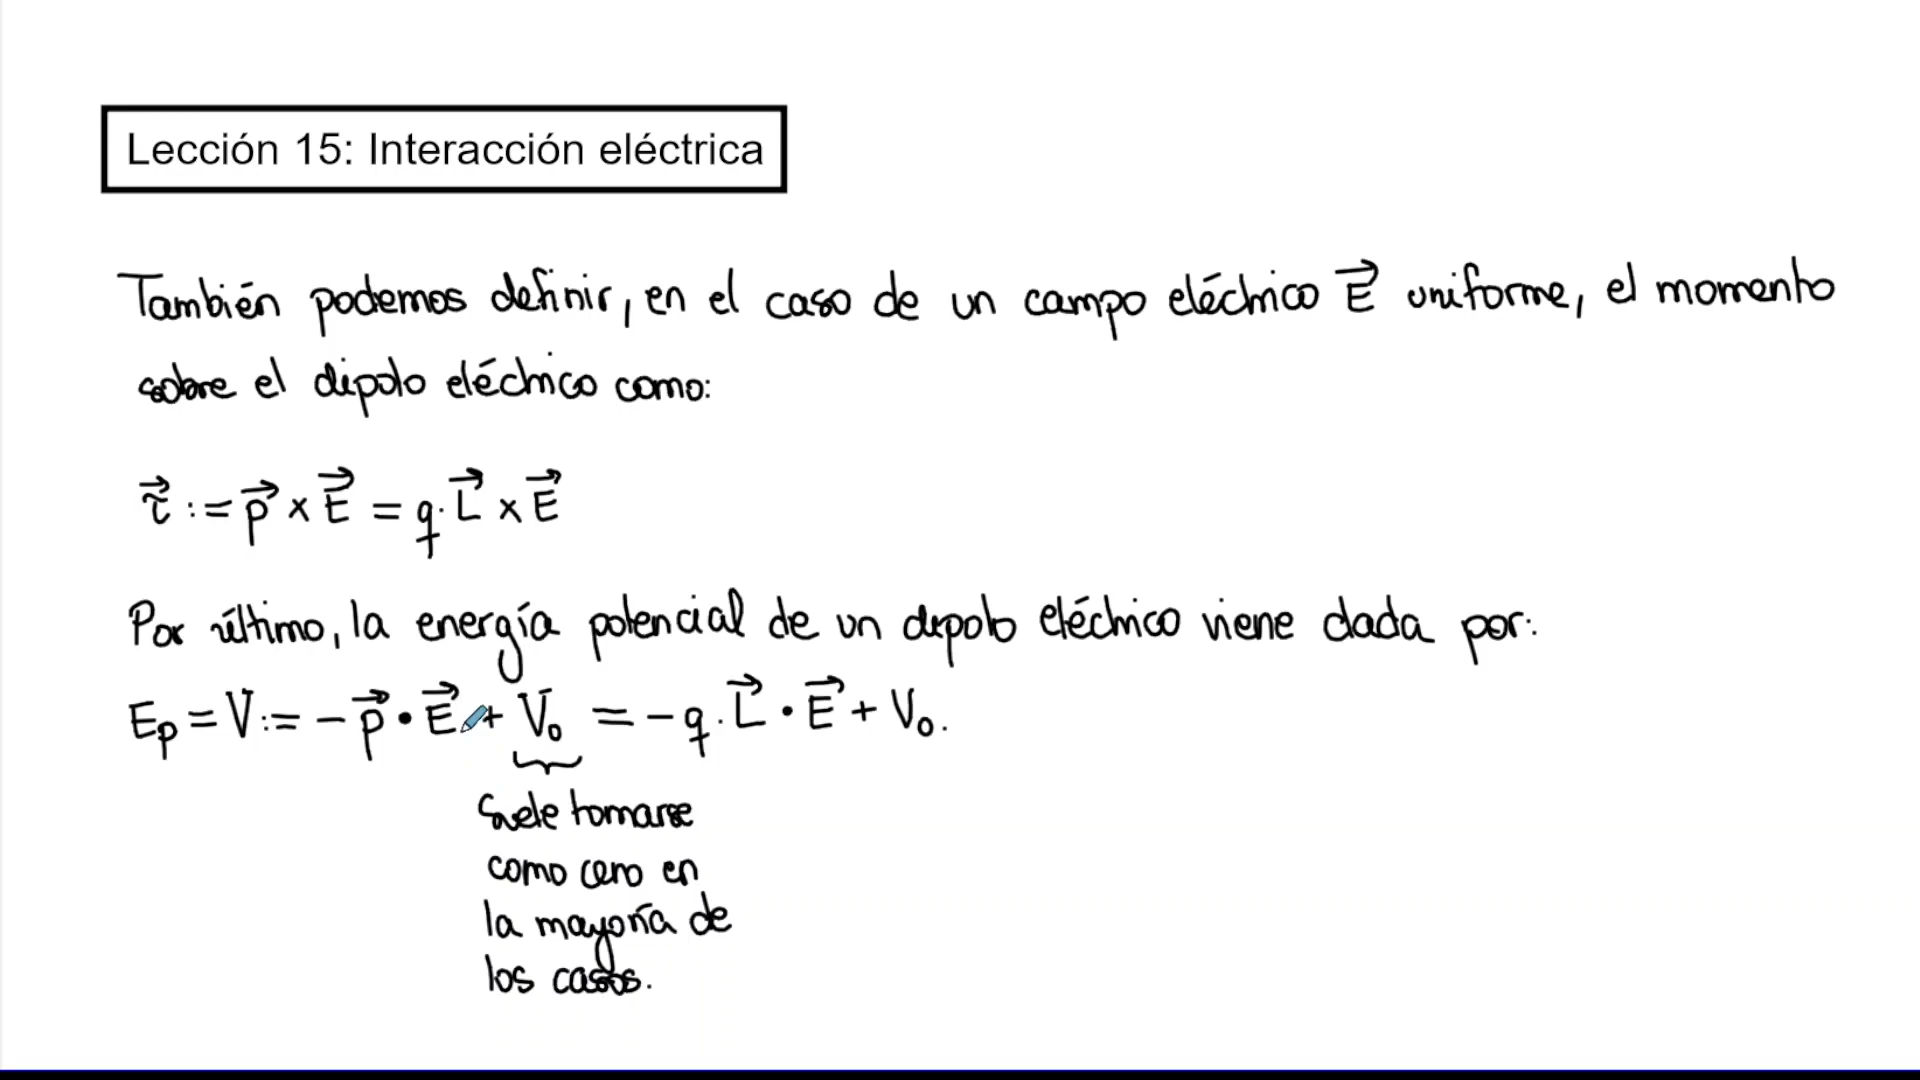 Lección 15: Interacción eléctrica
También podemos definir, en el caso de un campo eléctrico E⃗ uniforme, el momento
sobre el dipolo eléctrico como:
τ⃗ := p⃗ × E⃗ = q · L⃗ × E⃗
Por último, la energía potencial de un dipolo eléctrico viene dada por:
Eₚ = V := − p⃗ • E⃗ + V₀ = − q · L⃗ • E⃗ + V₀.
Suele tomarse
como cero en
la mayoría de
los casos.